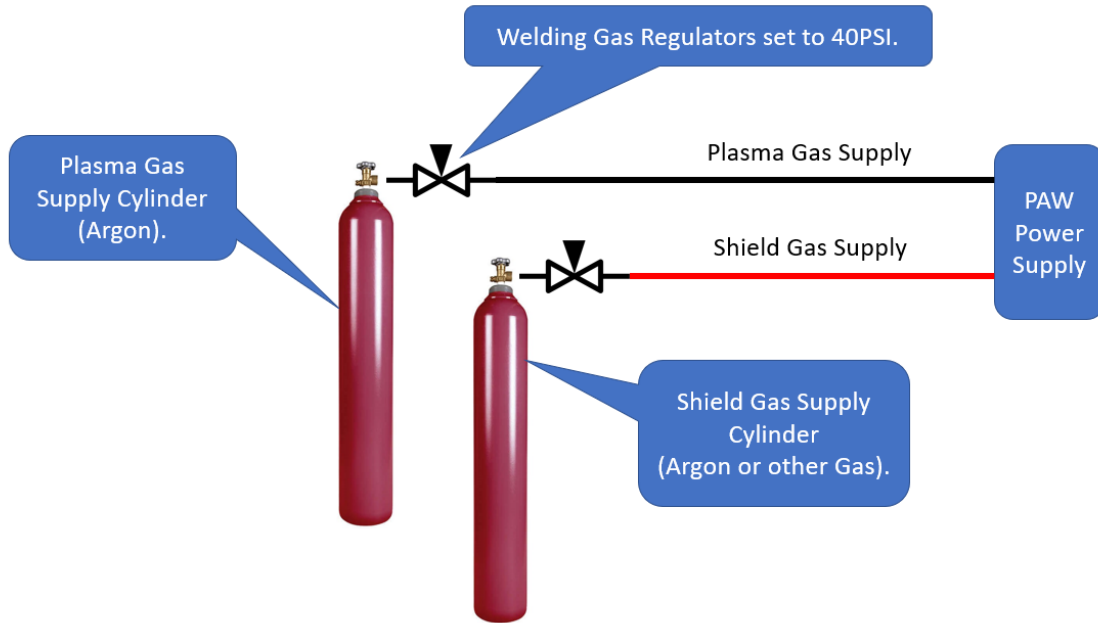 Welding Gas Regulators set to 40PSI.
Plasma Gas
Supply Cylinder
(Argon).
Plasma Gas Supply
PAW
Power
Supply
Shield Gas Supply
Shield Gas Supply
Cylinder
(Argon or other Gas).